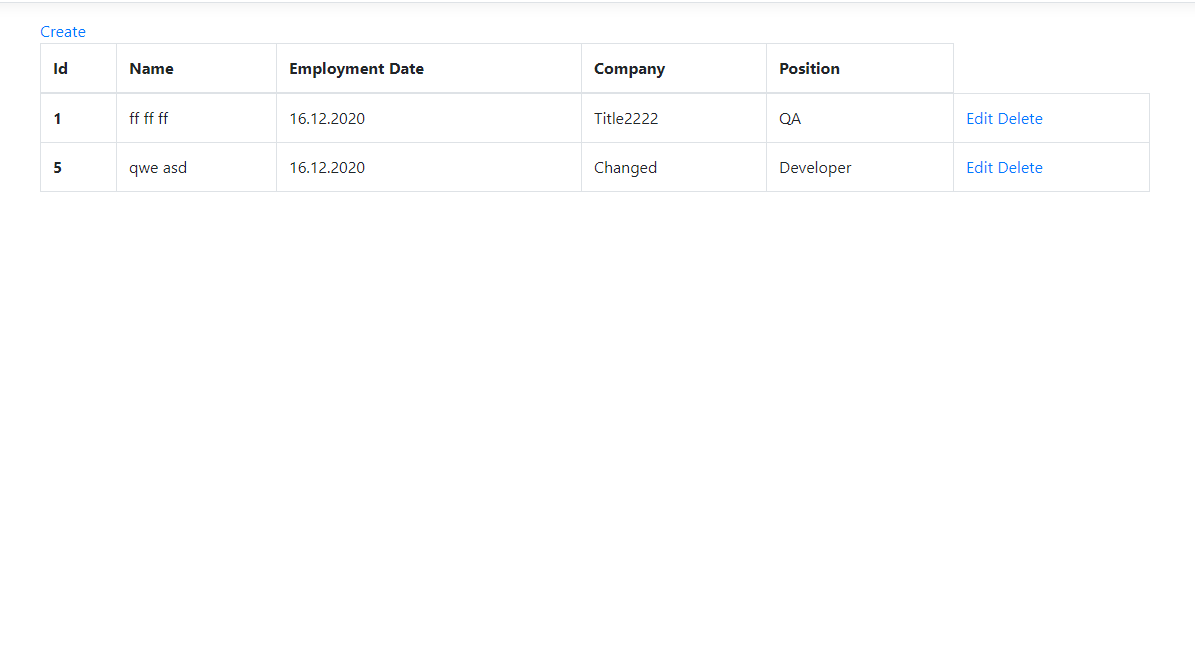 Create
Id Name Employment Date Company Position
1 ff ff ff 16.12.2020 Title2222 QA Edit Delete
5 qwe asd 16.12.2020 Changed Developer Edit Delete